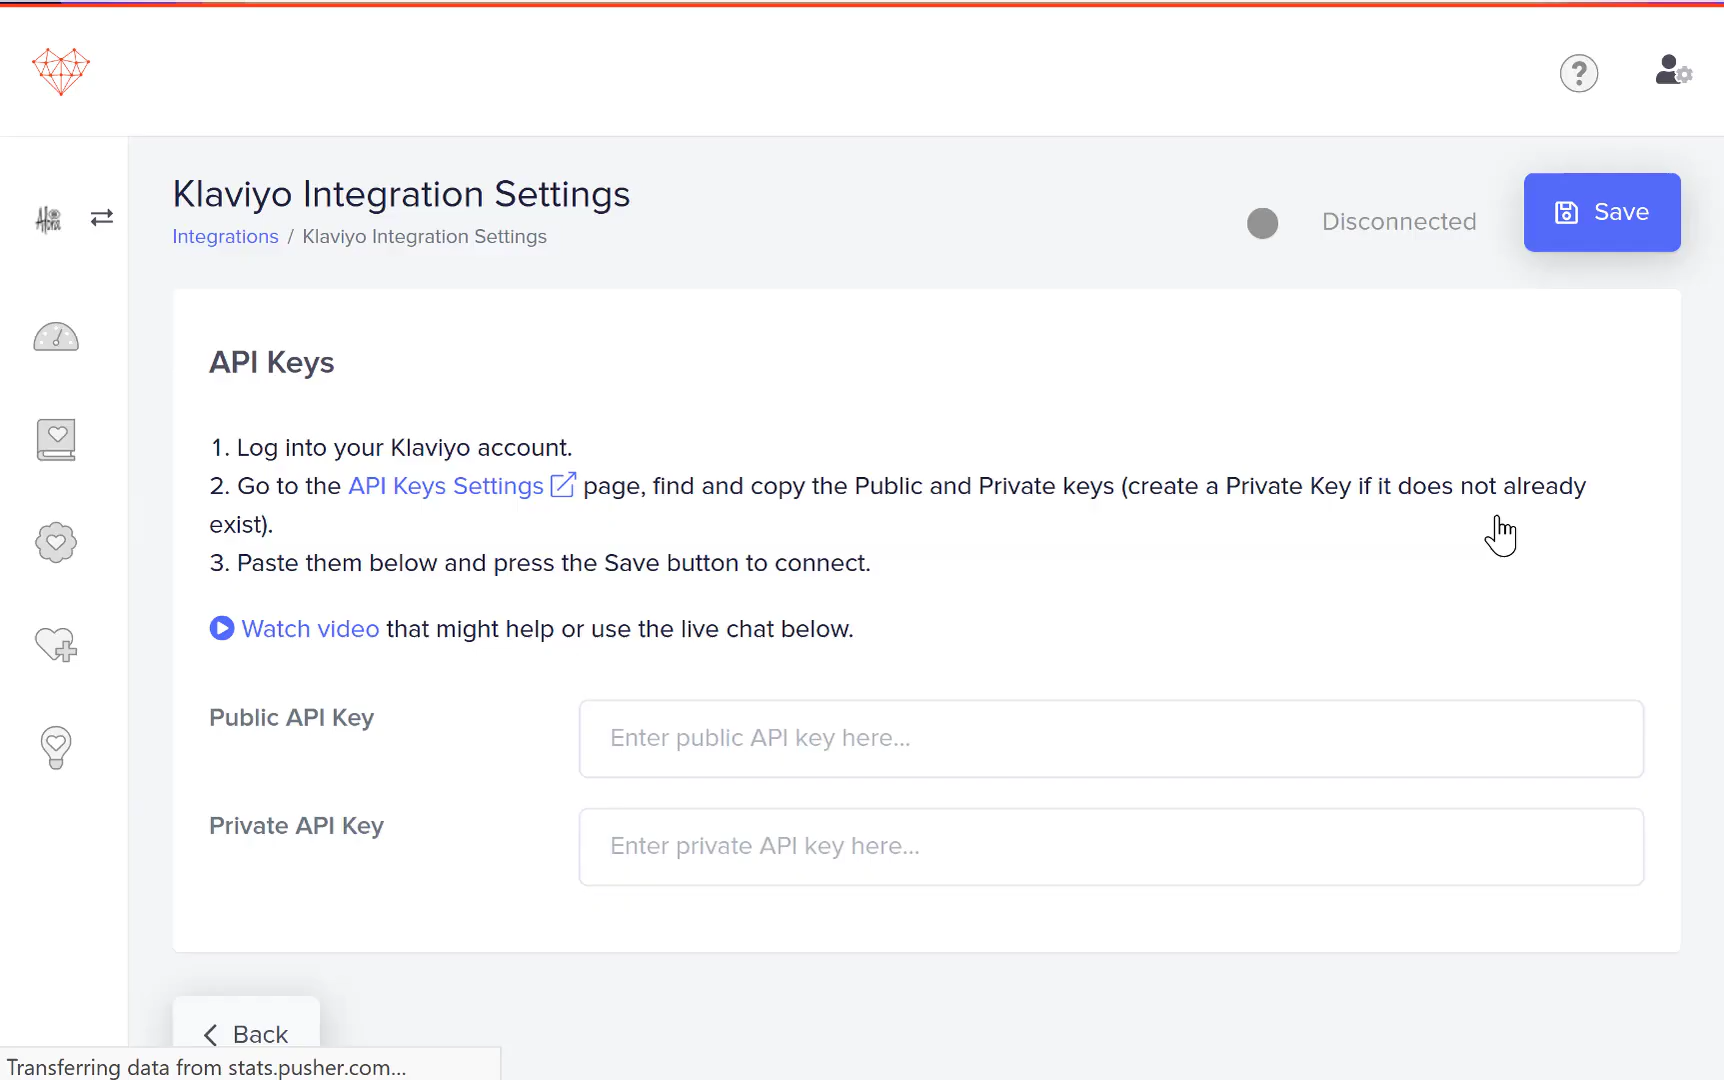 Klaviyo Integration Settings
Integrations / Klaviyo Integration Settings
Disconnected
Save
API Keys
1. Log into your Klaviyo account.
2. Go to the API Keys Settings page, find and copy the Public and Private keys (create a Private Key if it does not already
exist).
3. Paste them below and press the Save button to connect.
Watch video that might help or use the live chat below.
Public API Key
Enter public API key here...
Private API Key
Enter private API key here...
Back
Transferring data from stats.pusher.com...